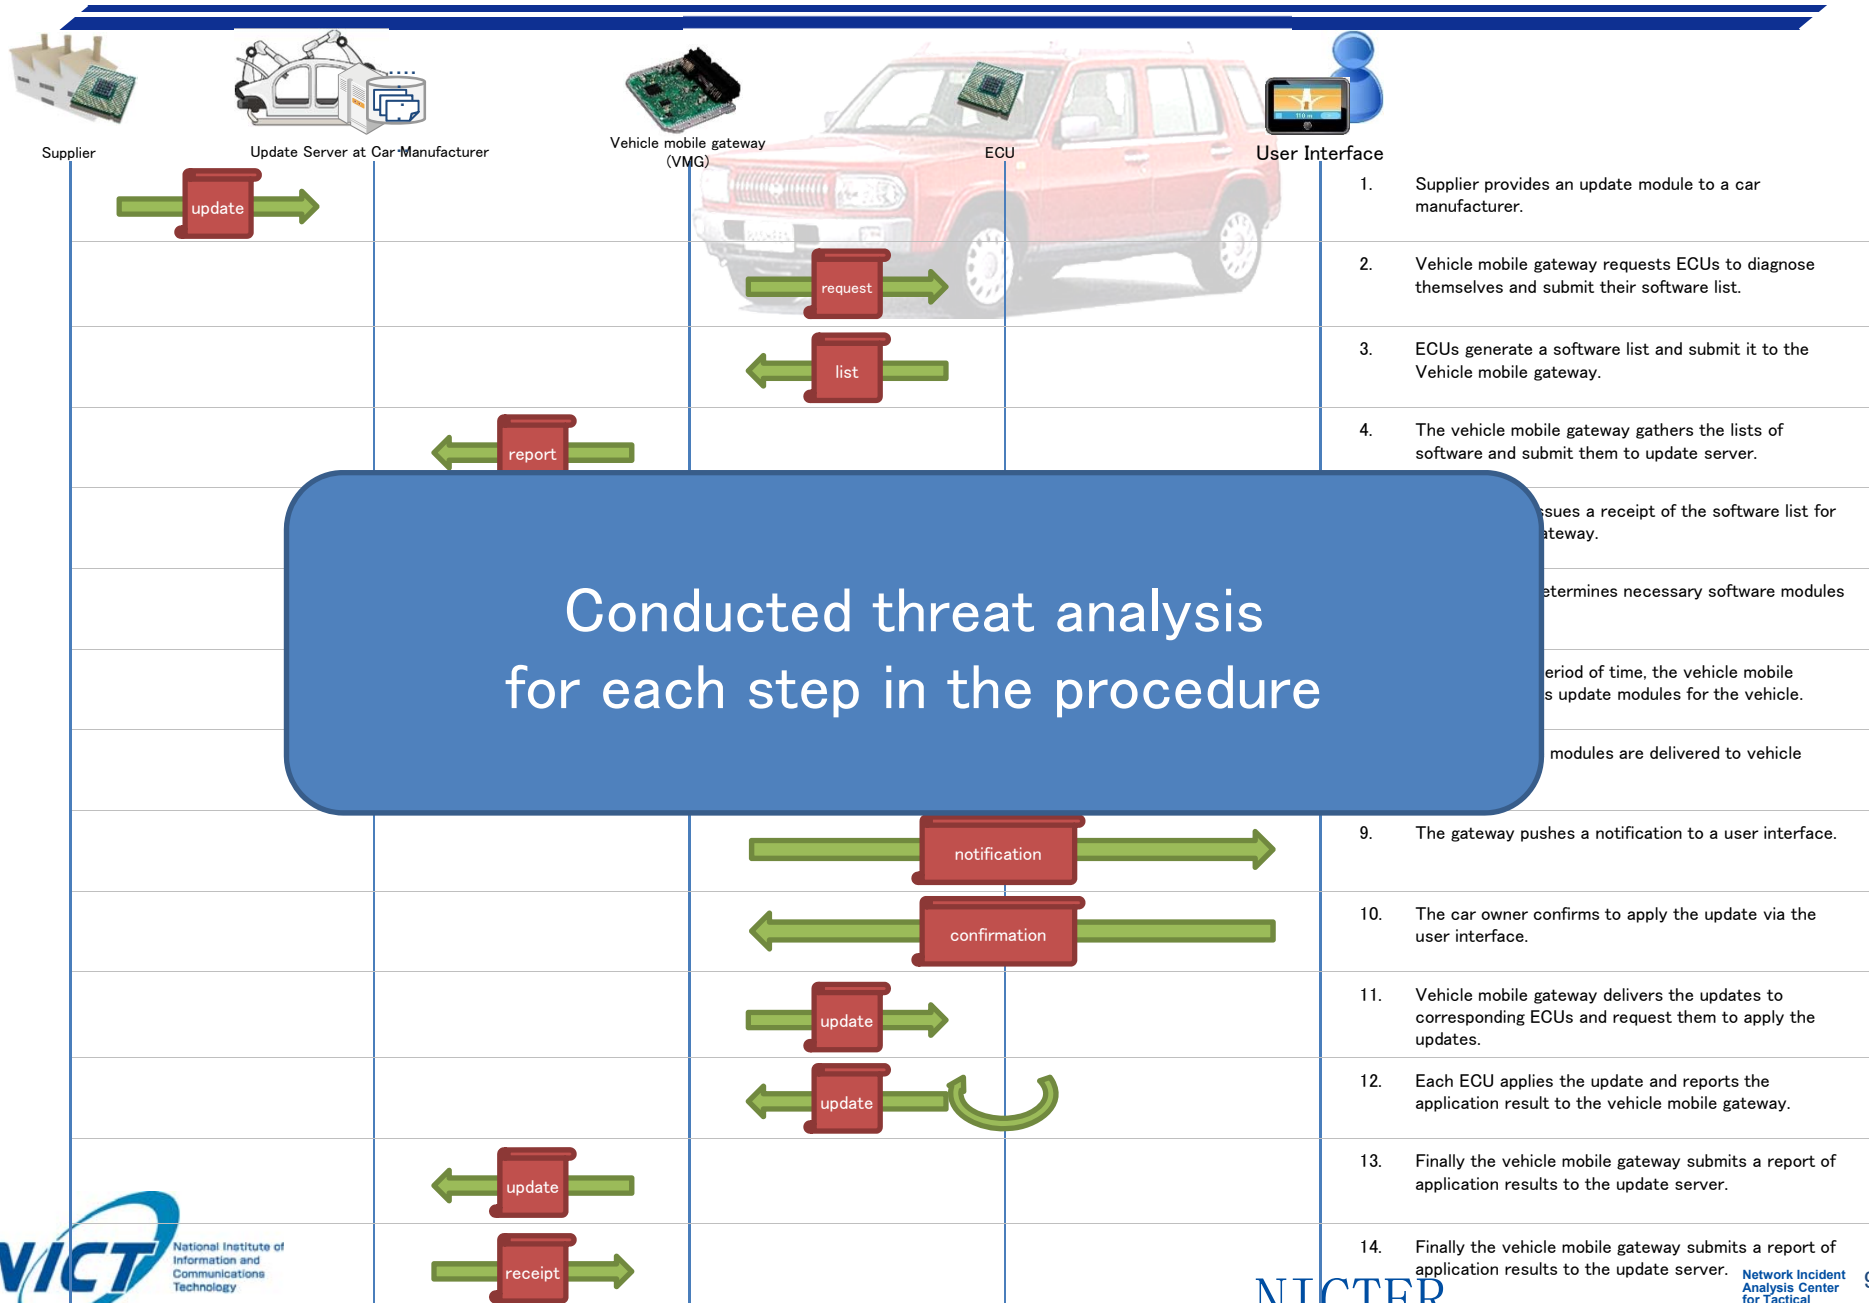 Supplier
Update Server at Car Manufacturer
Vehicle mobile gateway
(VMG)
ECU
User Interface
110 m
update
1. Supplier provides an update module to a car
manufacturer.
request
2. Vehicle mobile gateway requests ECUs to diagnose
themselves and submit their software list.
list
3. ECUs generate a software list and submit it to the
Vehicle mobile gateway.
report
4. The vehicle mobile gateway gathers the lists of
software and submit them to update server.
Conducted threat analysis
for each step in the procedure
ssues a receipt of the software list for
ateway.
etermines necessary software modules
eriod of time, the vehicle mobile
s update modules for the vehicle.
modules are delivered to vehicle
notification
9. The gateway pushes a notification to a user interface.
confirmation
10. The car owner confirms to apply the update via the
user interface.
update
11. Vehicle mobile gateway delivers the updates to
corresponding ECUs and request them to apply the
updates.
update
12. Each ECU applies the update and reports the
application result to the vehicle mobile gateway.
update
13. Finally the vehicle mobile gateway submits a report of
application results to the update server.
receipt
14. Finally the vehicle mobile gateway submits a report of
application results to the update server.
NICT
National Institute of
Information and
Communications
Technology
NICTER
Network Incident
Analysis Center
for Tactical
9